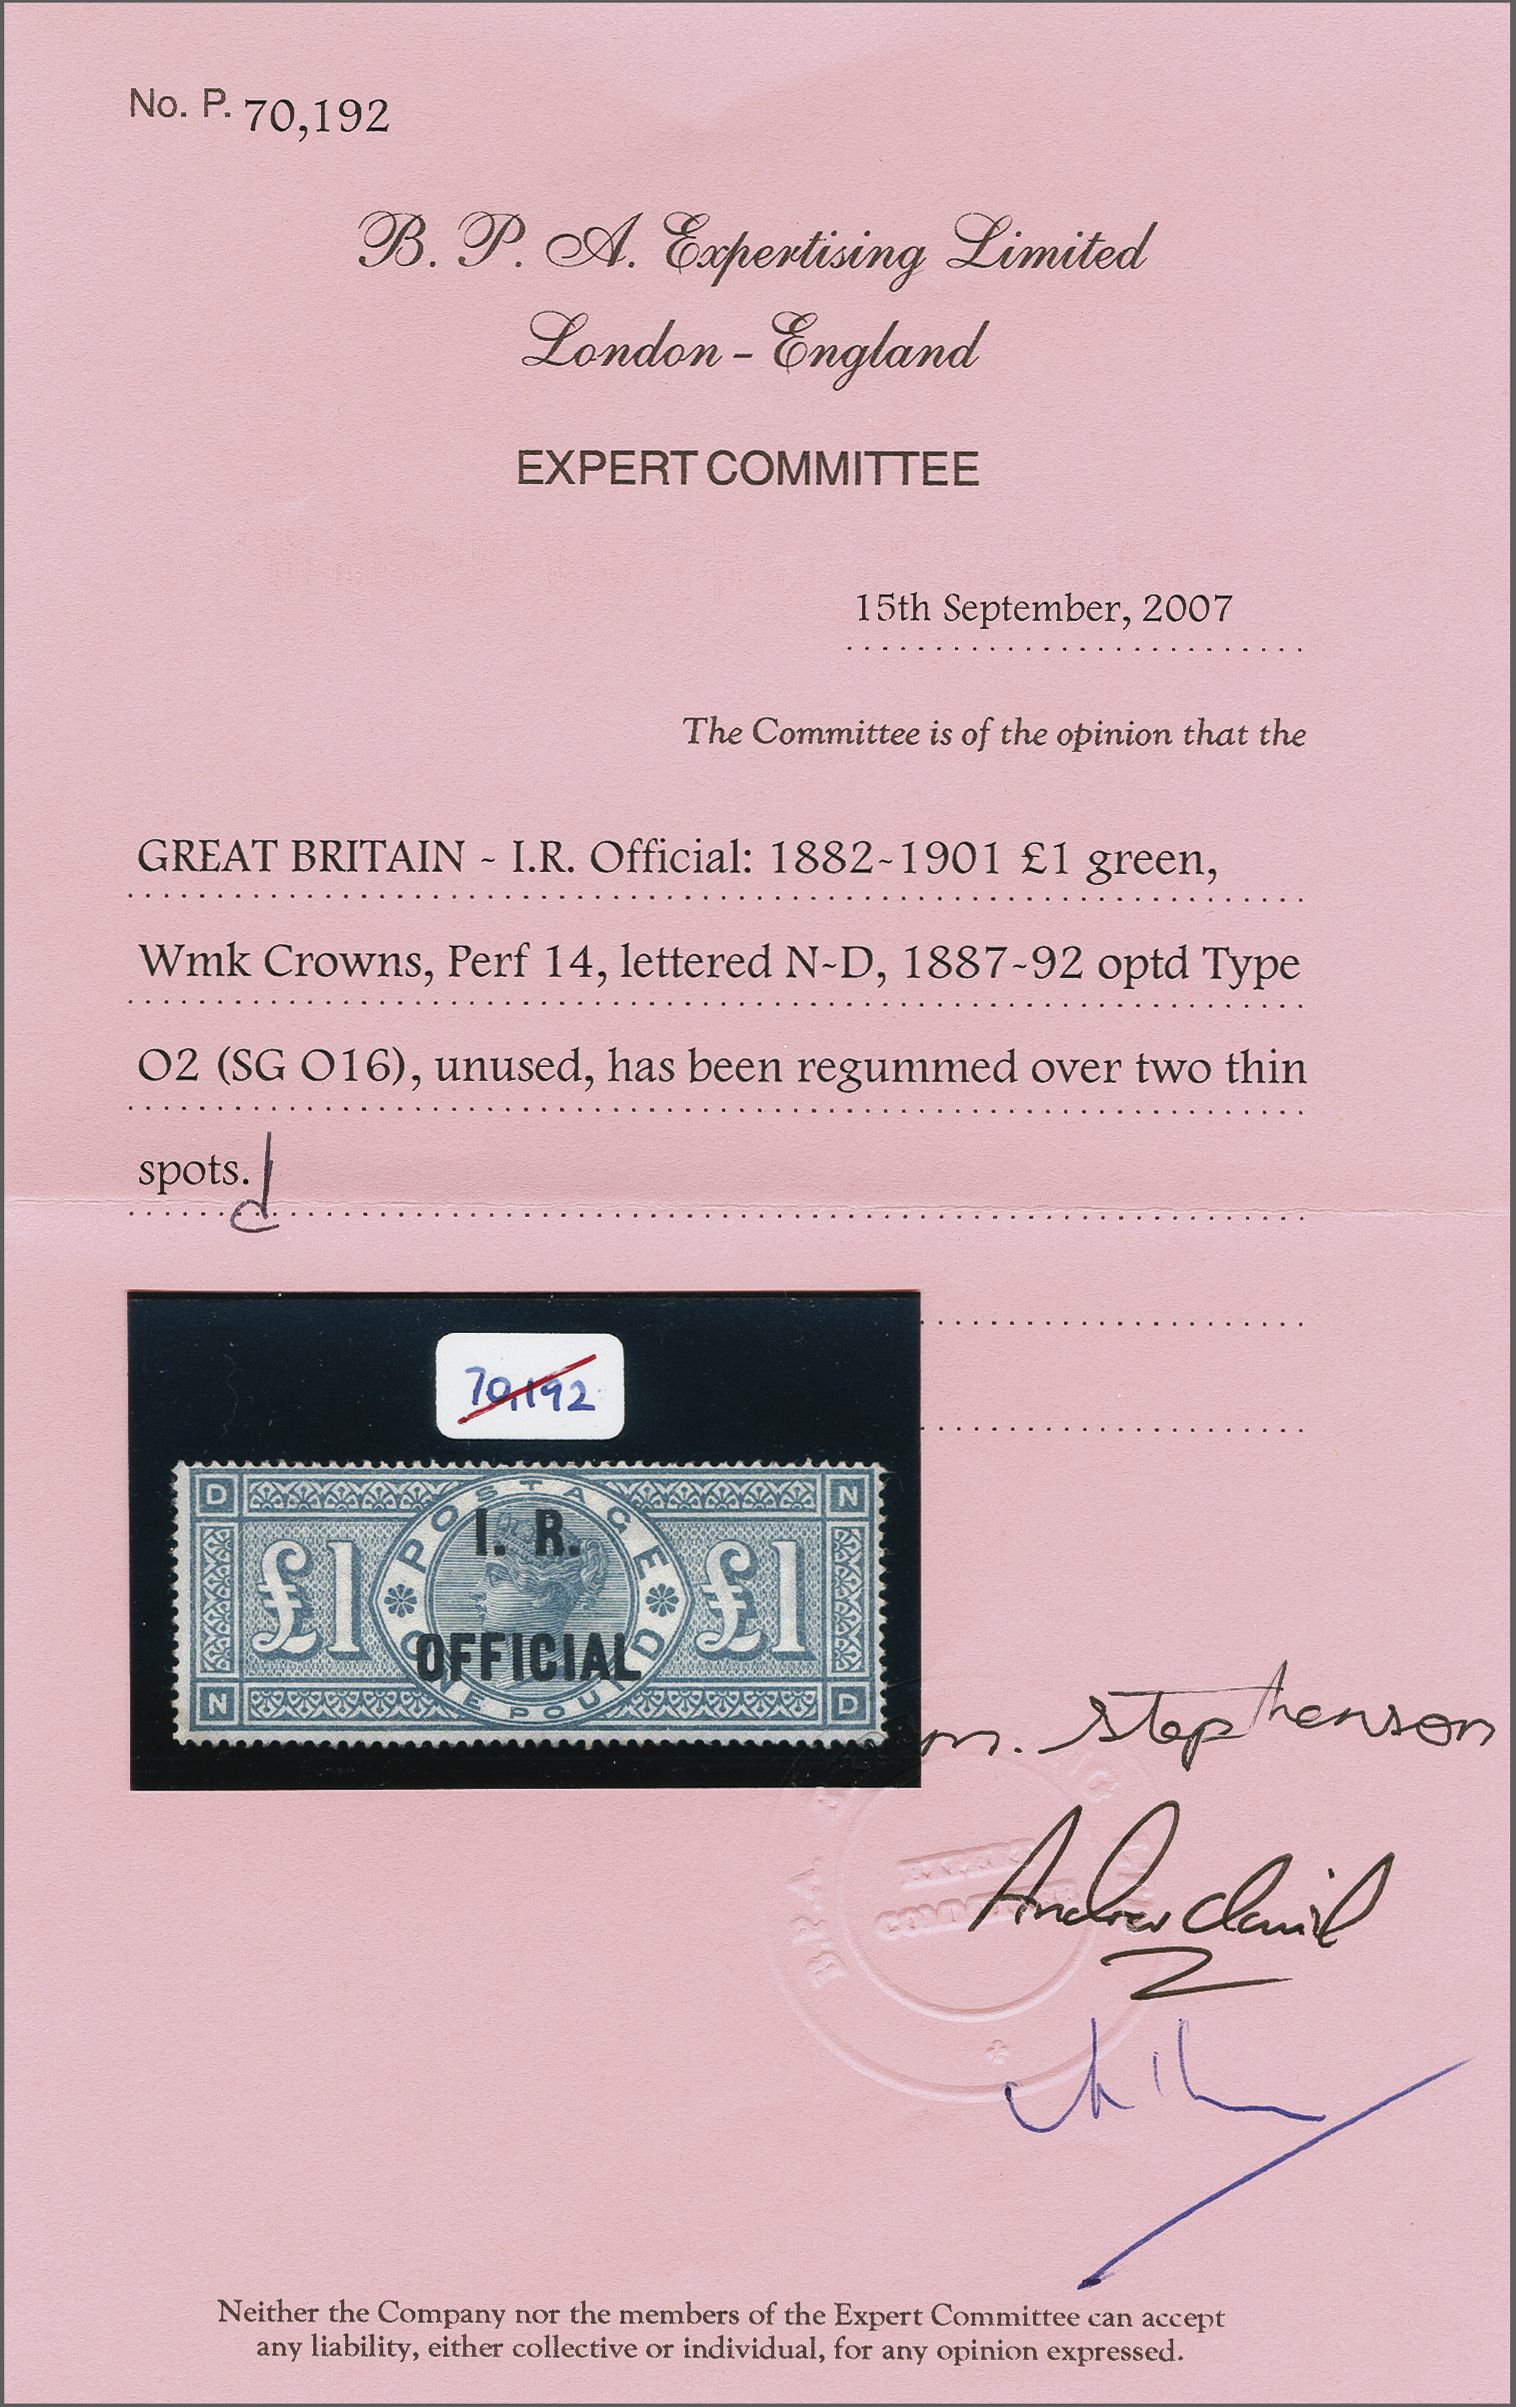 No. P. 70,192
B. P. A. Expertising Limited
London - England
EXPERT COMMITTEE
15th September, 2007
The Committee is of the opinion that the
GREAT BRITAIN - I.R. Official: 1882-1901 £1 green,
Wmk Crowns, Perf 14, lettered N-D, 1887-92 optd Type
O2 (SG O16), unused, has been regummed over two thin
spots.
70,192
D N
POSTAGE
I. R.
£1 £1
OFFICIAL
ONE POUND
N D
m. Stephenson
EXPERT
COMMITTEE
Neither the Company nor the members of the Expert Committee can accept
any liability, either collective or individual, for any opinion expressed.